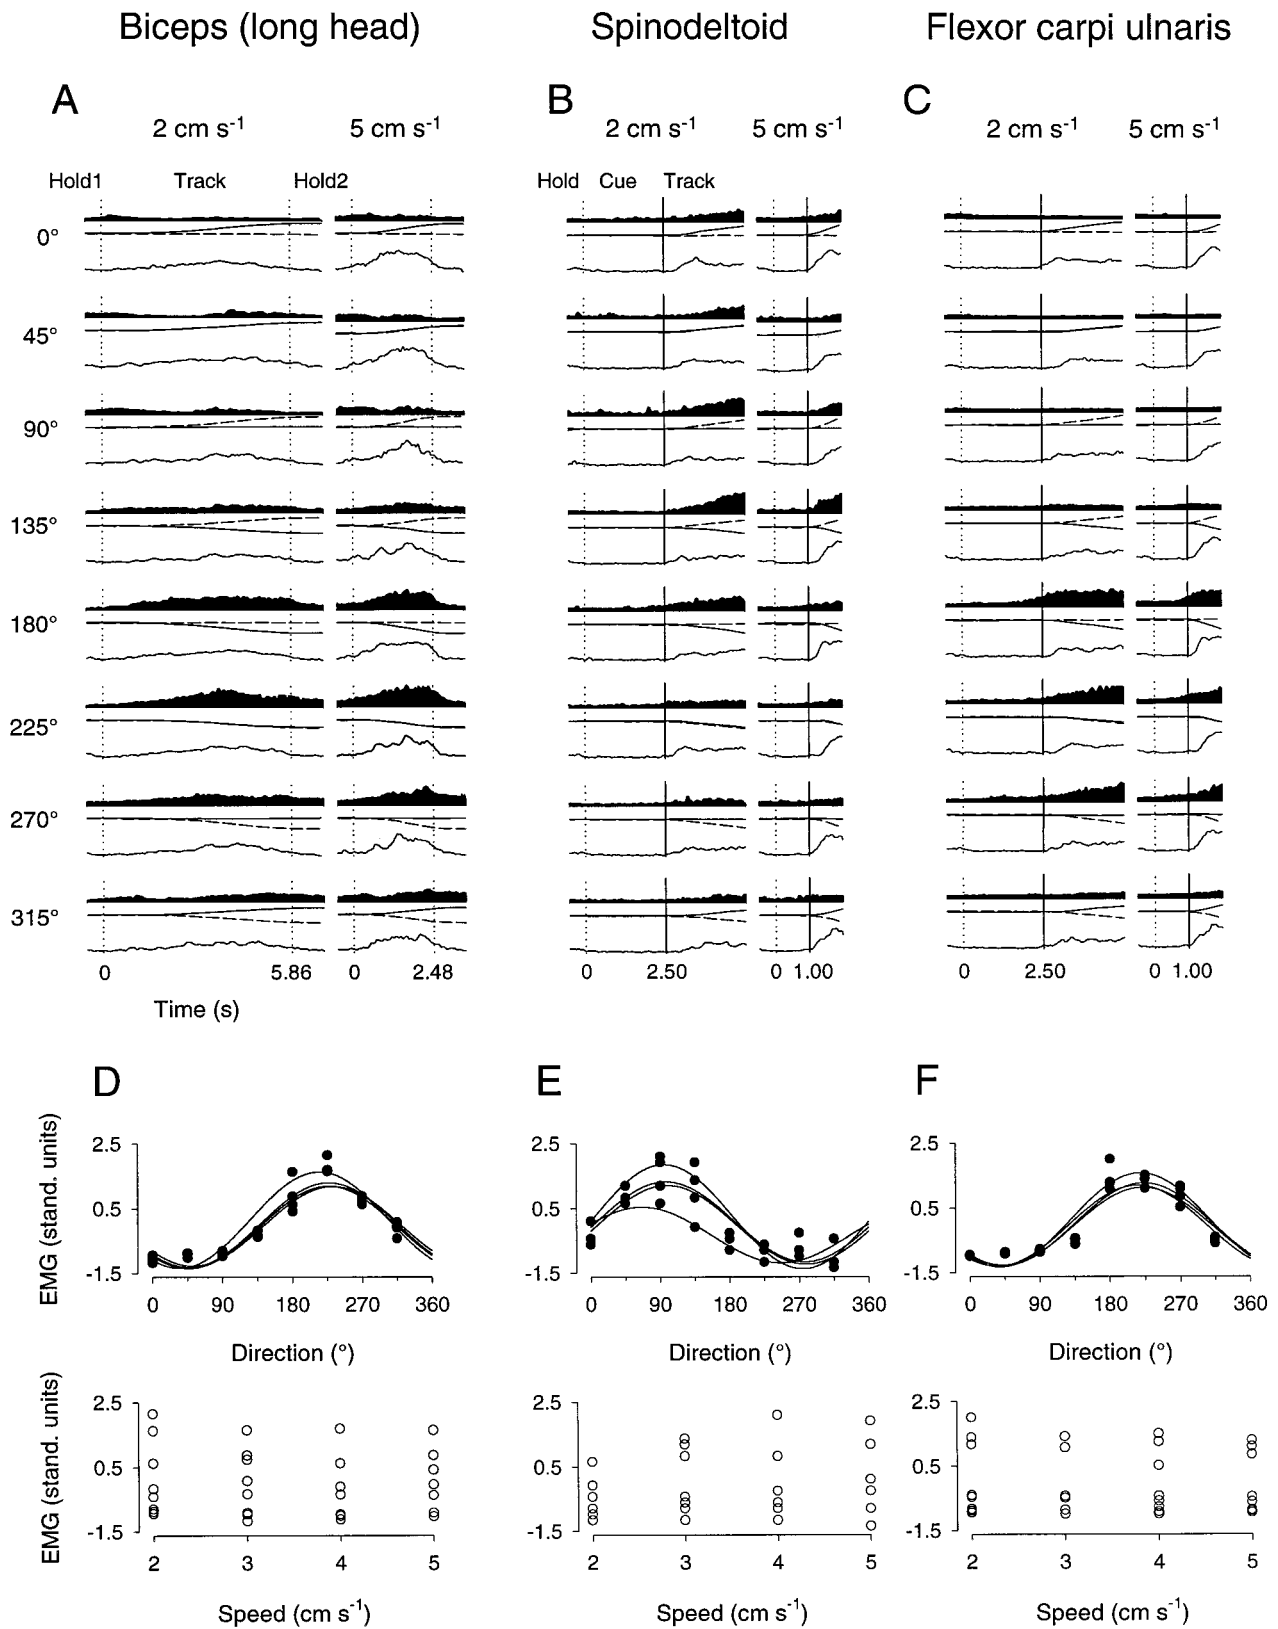 Biceps (long head) Spinodeltoid Flexor carpi ulnaris
A B C
2 cm s-1 5 cm s-1 2 cm s-1 5 cm s-1 2 cm s-1 5 cm s-1
Hold1 Track Hold2 Hold Cue Track
0°
45°
90°
135°
180°
225°
270°
315°
0 5.86 0 2.48 0 2.50 0 1.00 0 2.50 0 1.00
Time (s)
D E F
EMG (stand. units)
2.5 2.5 2.5
0.5 0.5 0.5
-1.5 -1.5 -1.5
0 90 180 270 360 0 90 180 270 360 0 90 180 270 360
Direction (°) Direction (°) Direction (°)
EMG (stand. units)
2.5 2.5 2.5
0.5 0.5 0.5
-1.5 -1.5 -1.5
2 3 4 5 2 3 4 5 2 3 4 5
Speed (cm s-1) Speed (cm s-1) Speed (cm s-1)